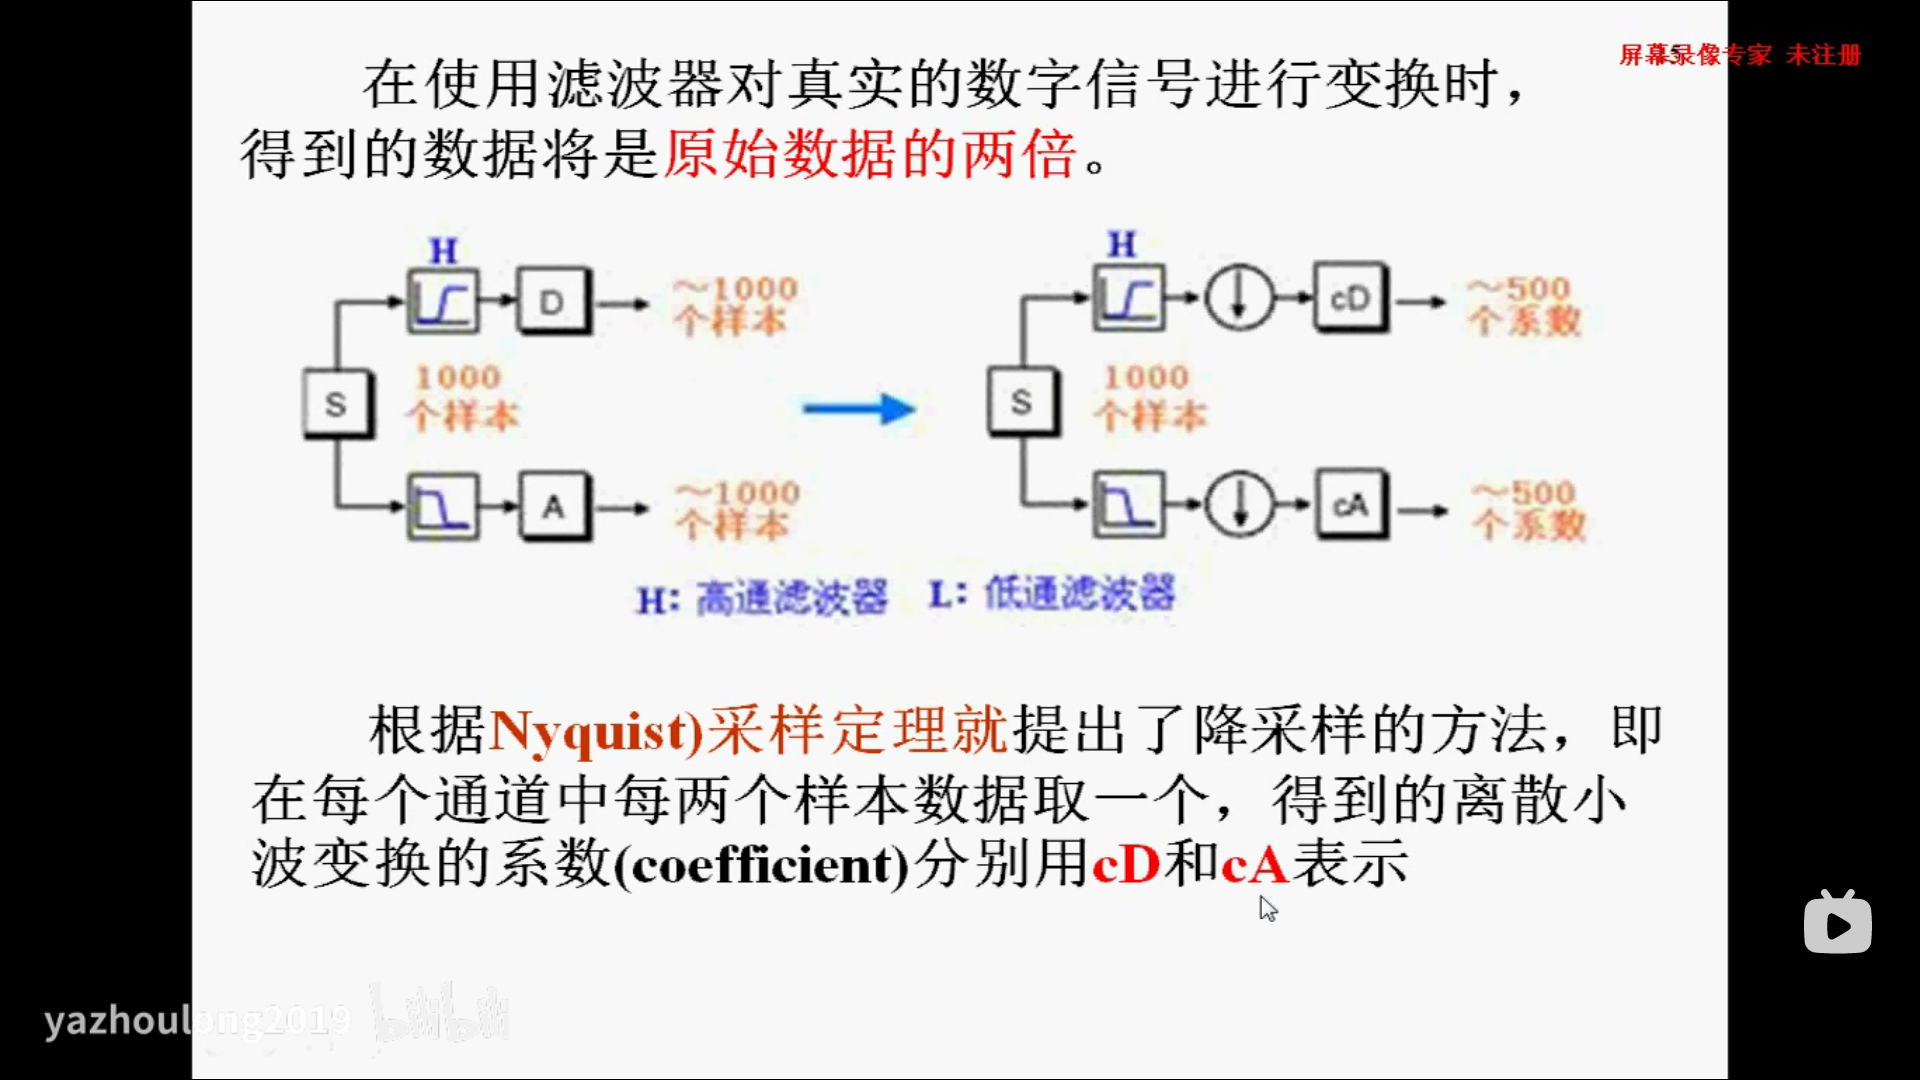 屏幕录像专家 未注册
在使用滤波器对真实的数字信号进行变换时，
得到的数据将是原始数据的两倍。
H
D
～1000
个样本
S
1000
个样本
A
～1000
个样本
H
cD
～500
个系数
S
1000
个样本
cA
～500
个系数
H: 高通滤波器 L: 低通滤波器
根据Nyquist)采样定理就提出了降采样的方法，即
在每个通道中每两个样本数据取一个，得到的离散小
波变换的系数(coefficient)分别用cD和cA表示
yazhoulong2019 bilibili